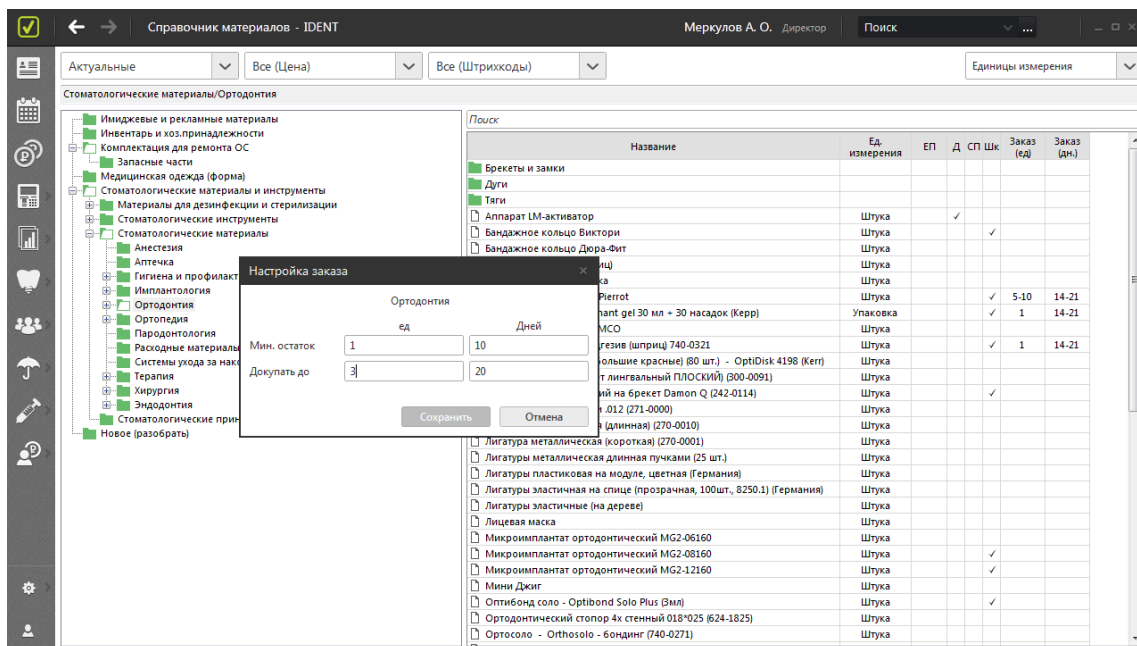 Справочник материалов - IDENT
Меркулов А. О. Директор
Поиск
...
Актуальные
Все (Цена)
Все (Штрихкоды)
Единицы измерения
Стоматологические материалы/Ортодонтия
Имиджевые и рекламные материалы
Инвентарь и хоз.принадлежности
Комплектация для ремонта ОС
Запасные части
Медицинская одежда (форма)
Стоматологические материалы и инструменты
Материалы для дезинфекции и стерилизации
Стоматологические инструменты
Стоматологические материалы
Анестезия
Аптечка
Гигиена и профилакт
Имплантология
Ортодонтия
Ортопедия
Пародонтология
Расходные материалы
Системы ухода за нако
Терапия
Хирургия
Эндодонтия
Стоматологические прин
Новое (разобрать)
Настройка заказа
Ортодонтия
ед Дней
Мин. остаток 1 10
Докупать до 3 20
Сохранить Отмена
Поиск
Название Ед. измерения ЕП Д СП Шк Заказ (ед) Заказ (дн.)
Брекеты и замки
Дуги
Тяги
Аппарат LM-активатор Штука ✓
Бандажное кольцо Виктори Штука ✓
Бандажное кольцо Дюра-Фит Штука
иц) Штука
ка Штука
Pierrot Штука ✓ 5-10 14-21
nant gel 30 мл + 30 насадок (Керр) Упаковка ✓ 1 14-21
МСО Штука
гезив (шприц) 740-0321 Штука ✓ 1 14-21
ольшие красные) (80 шт.) - OptiDisk 4198 (Kerr) Штука
т лингвальный ПЛОСКИЙ) (300-0091) Штука
ий на брекет Damon Q (242-0114) Штука ✓
и .012 (271-0000) Штука
я (длинная) (270-0010) Штука
Лигатура металлическая (короткая) (270-0001) Штука
Лигатуры металлическая длинная пучками (25 шт.) Штука
Лигатуры пластиковая на модуле, цветная (Германия) Штука
Лигатуры эластичная на спице (прозрачная, 100шт., 8250.1) (Германия) Штука
Лигатуры эластичные (на дереве) Штука
Лицевая маска Штука
Микроимплантат ортодонтический MG2-06160 Штука
Микроимплантат ортодонтический MG2-08160 Штука ✓
Микроимплантат ортодонтический MG2-12160 Штука ✓
Мини Джиг Штука
Оптибонд соло - Optibond Solo Plus (3мл) Штука ✓
Ортодонтический стопор 4х стенный 018*025 (624-1825) Штука
Ортосоло - Orthosolo - бондинг (740-0271) Штука